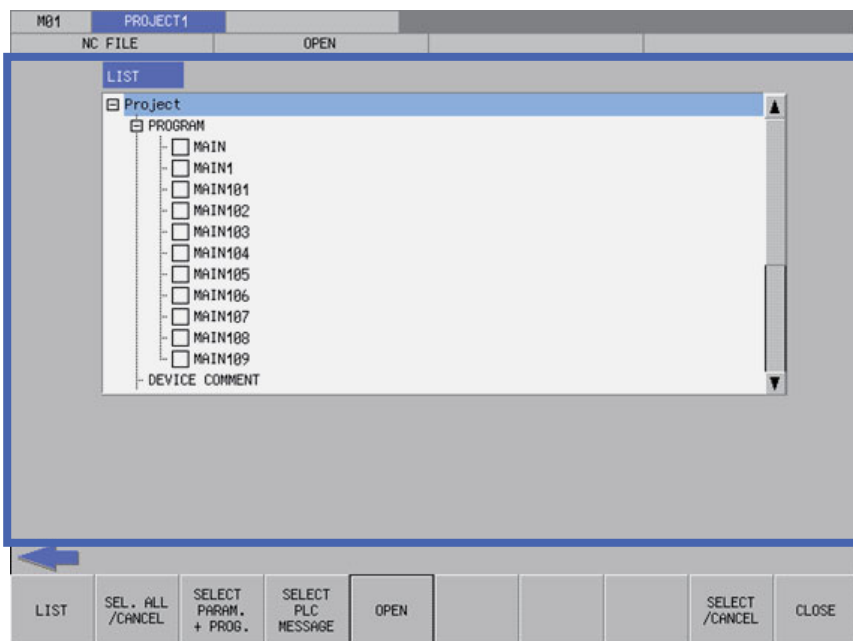 M01 PROJECT1
NC FILE OPEN
LIST
Project
PROGRAM
MAIN
MAIN1
MAIN101
MAIN102
MAIN103
MAIN104
MAIN105
MAIN106
MAIN107
MAIN108
MAIN109
DEVICE COMMENT
LIST
SEL. ALL
/CANCEL
SELECT
PARAM.
+ PROG.
SELECT
PLC
MESSAGE
OPEN
SELECT
/CANCEL
CLOSE